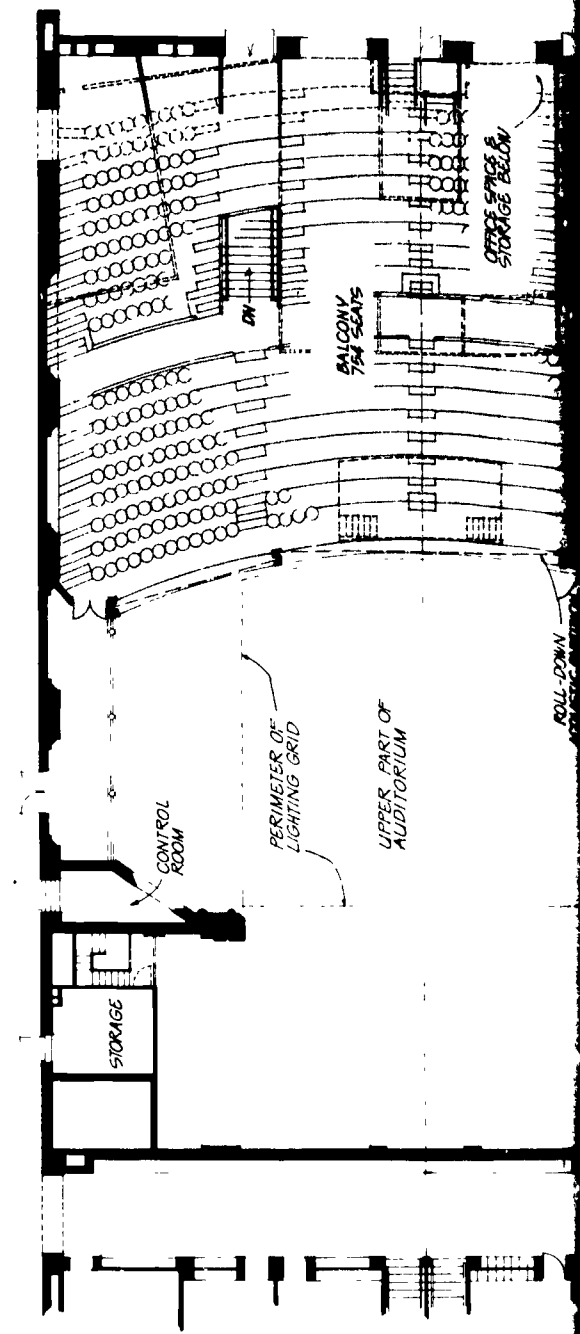 OFFICE SPACE &
STORAGE BELOW
DN
BALCONY
754 SEATS
ROLL-DOWN
PERIMETER OF
LIGHTING GRID
UPPER PART OF
AUDITORIUM
CONTROL
ROOM
STORAGE